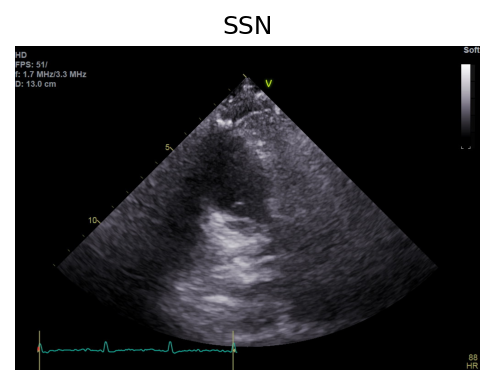 SSN
HD
Soft
FPS: 51/
f: 1.7 MHz/3.3 MHz
D: 13.0 cm
V
5
10
88
HR